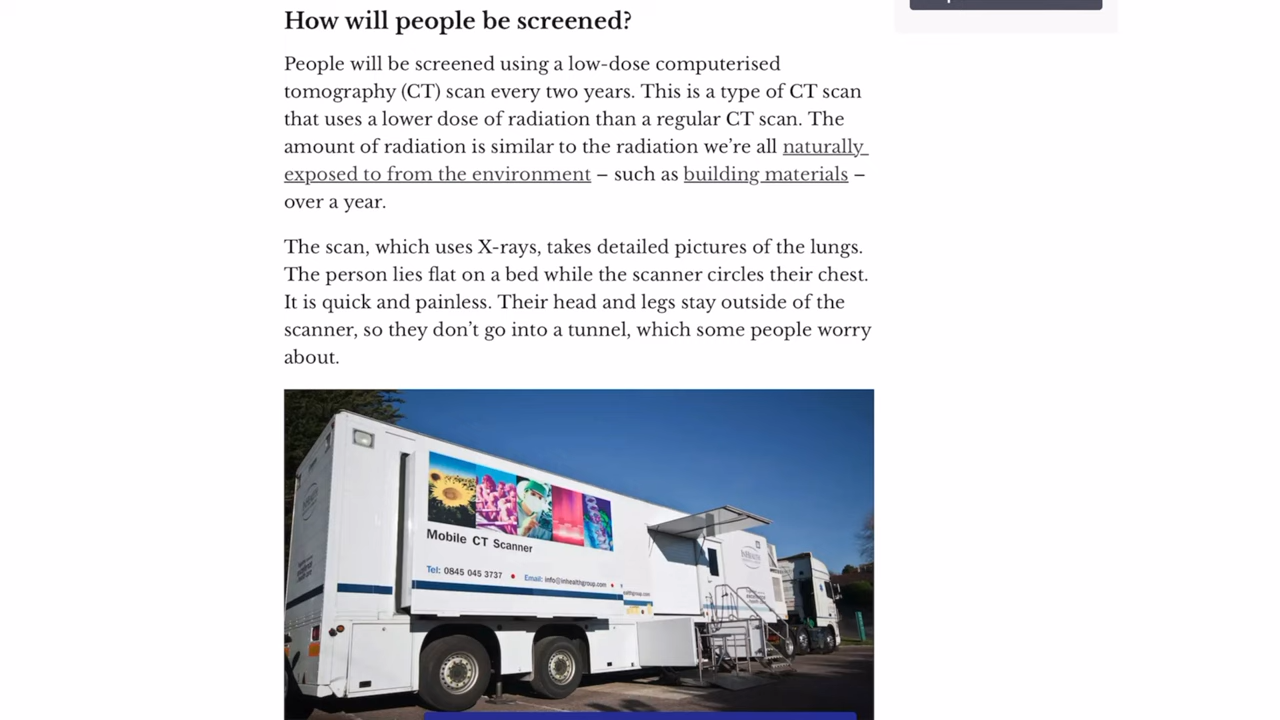 How will people be screened?
People will be screened using a low-dose computerised
tomography (CT) scan every two years. This is a type of CT scan
that uses a lower dose of radiation than a regular CT scan. The
amount of radiation is similar to the radiation we’re all naturally
exposed to from the environment – such as building materials –
over a year.
The scan, which uses X-rays, takes detailed pictures of the lungs.
The person lies flat on a bed while the scanner circles their chest.
It is quick and painless. Their head and legs stay outside of the
scanner, so they don’t go into a tunnel, which some people worry
about.
Mobile CT Scanner
Tel: 0845 045 3737 • Email: info@inhealthgroup.com •